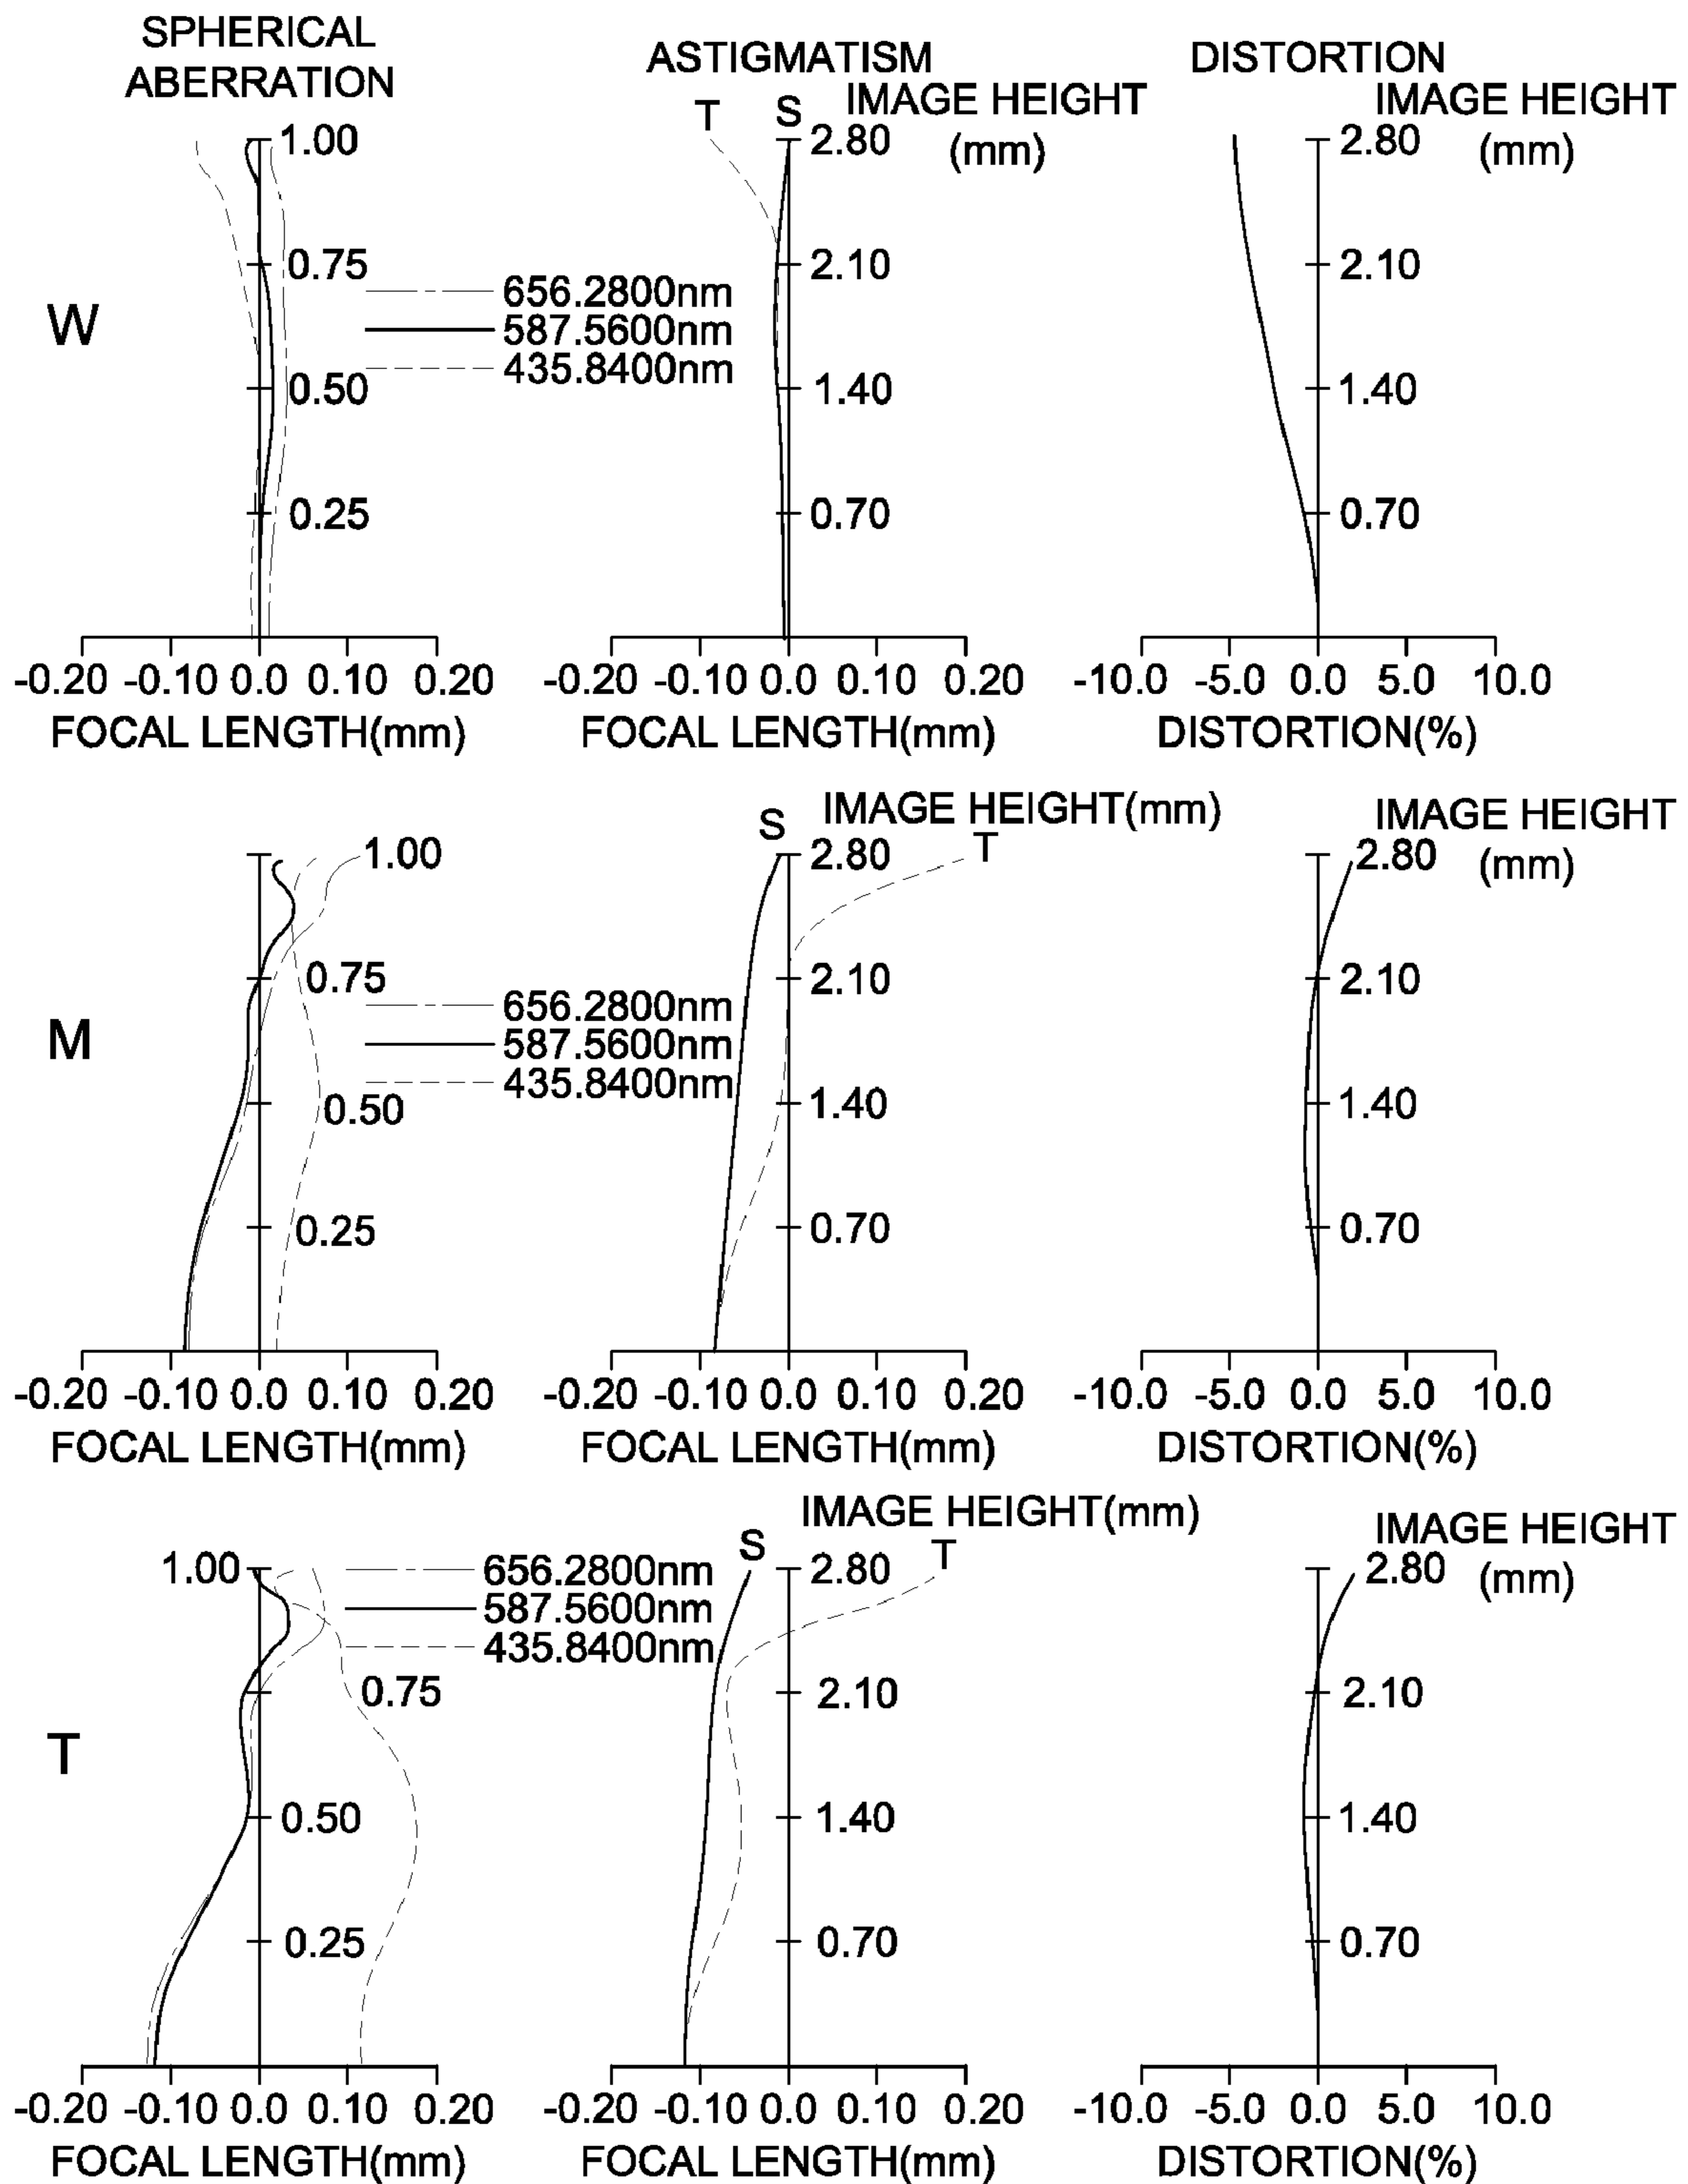 SPHERICAL
ABERRATION
1.00
0.75
0.50
0.25
656.2800nm
587.5600nm
435.8400nm
-0.20 -0.10 0.0 0.10 0.20
FOCAL LENGTH(mm)
W
ASTIGMATISM
IMAGE HEIGHT
(mm)
T
S
2.80
2.10
1.40
0.70
-0.20 -0.10 0.0 0.10 0.20
FOCAL LENGTH(mm)
DISTORTION
IMAGE HEIGHT
(mm)
2.80
2.10
1.40
0.70
-10.0 -5.0 0.0 5.0 10.0
DISTORTION(%)
M
1.00
0.75
0.50
0.25
656.2800nm
587.5600nm
435.8400nm
-0.20 -0.10 0.0 0.10 0.20
FOCAL LENGTH(mm)
IMAGE HEIGHT(mm)
S
T
2.80
2.10
1.40
0.70
-0.20 -0.10 0.0 0.10 0.20
FOCAL LENGTH(mm)
IMAGE HEIGHT
(mm)
2.80
2.10
1.40
0.70
-10.0 -5.0 0.0 5.0 10.0
DISTORTION(%)
T
1.00
0.75
0.50
0.25
656.2800nm
587.5600nm
435.8400nm
-0.20 -0.10 0.0 0.10 0.20
FOCAL LENGTH(mm)
IMAGE HEIGHT(mm)
S
T
2.80
2.10
1.40
0.70
-0.20 -0.10 0.0 0.10 0.20
FOCAL LENGTH(mm)
IMAGE HEIGHT
(mm)
2.80
2.10
1.40
0.70
-10.0 -5.0 0.0 5.0 10.0
DISTORTION(%)